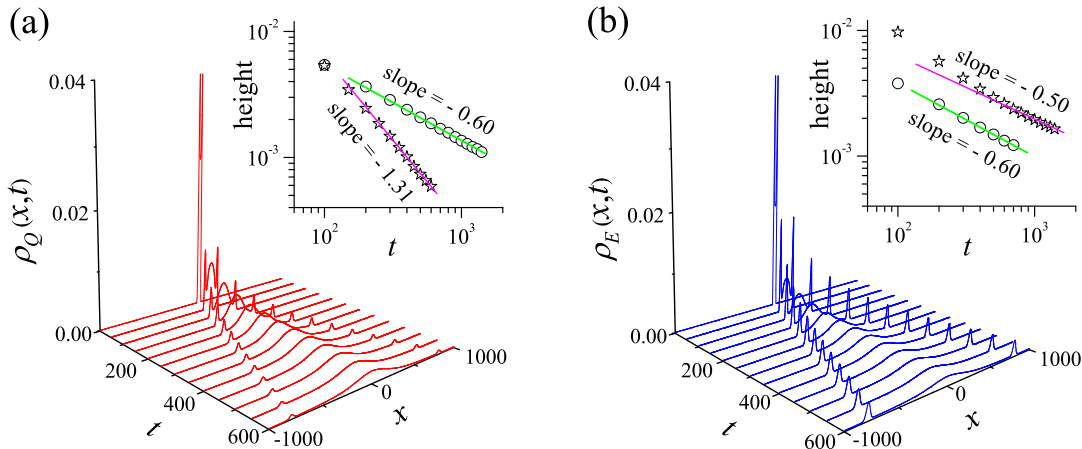 (a)
0.04
0.02
0.00
ρ_Q(x,t)
200
400
600
t
-1000
0
1000
x
height
10^-2
10^-3
10^2
10^3
t
slope = - 0.60
slope = - 1.31
(b)
0.04
0.02
0.00
ρ_E(x,t)
200
400
600
t
-1000
0
1000
x
height
10^-2
10^-3
10^2
10^3
t
slope = - 0.50
slope = - 0.60